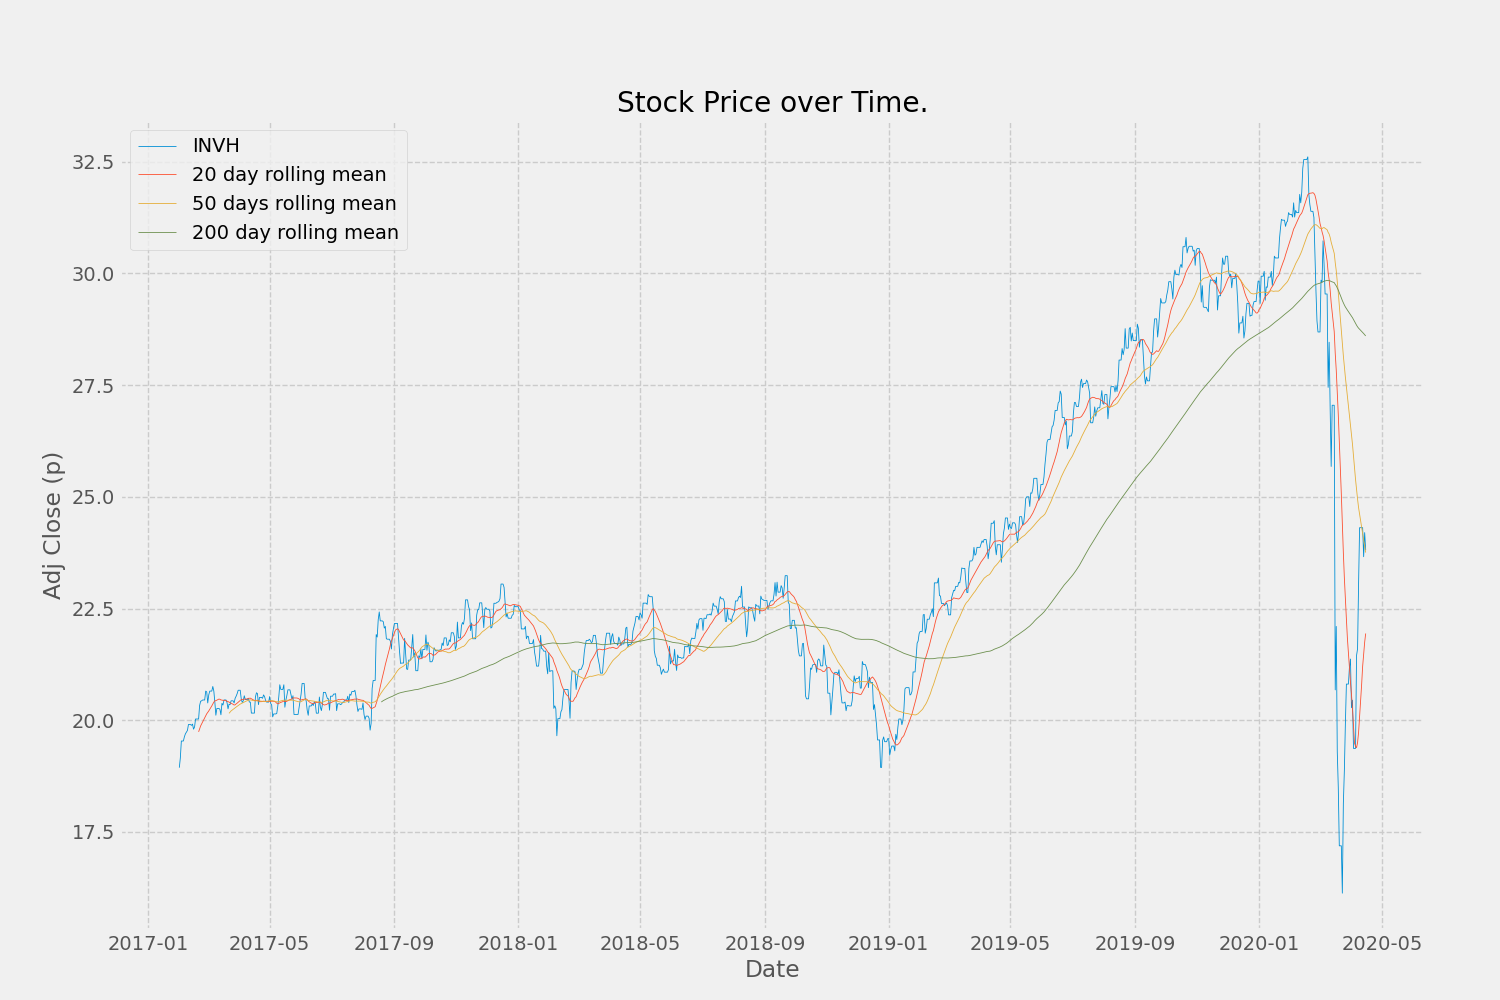 Stock Price over Time.
INVH
20 day rolling mean
50 days rolling mean
200 day rolling mean
32.5
30.0
27.5
25.0
22.5
20.0
17.5
Adj Close (p)
2017-01 2017-05 2017-09 2018-01 2018-05 2018-09 2019-01 2019-05 2019-09 2020-01 2020-05
Date